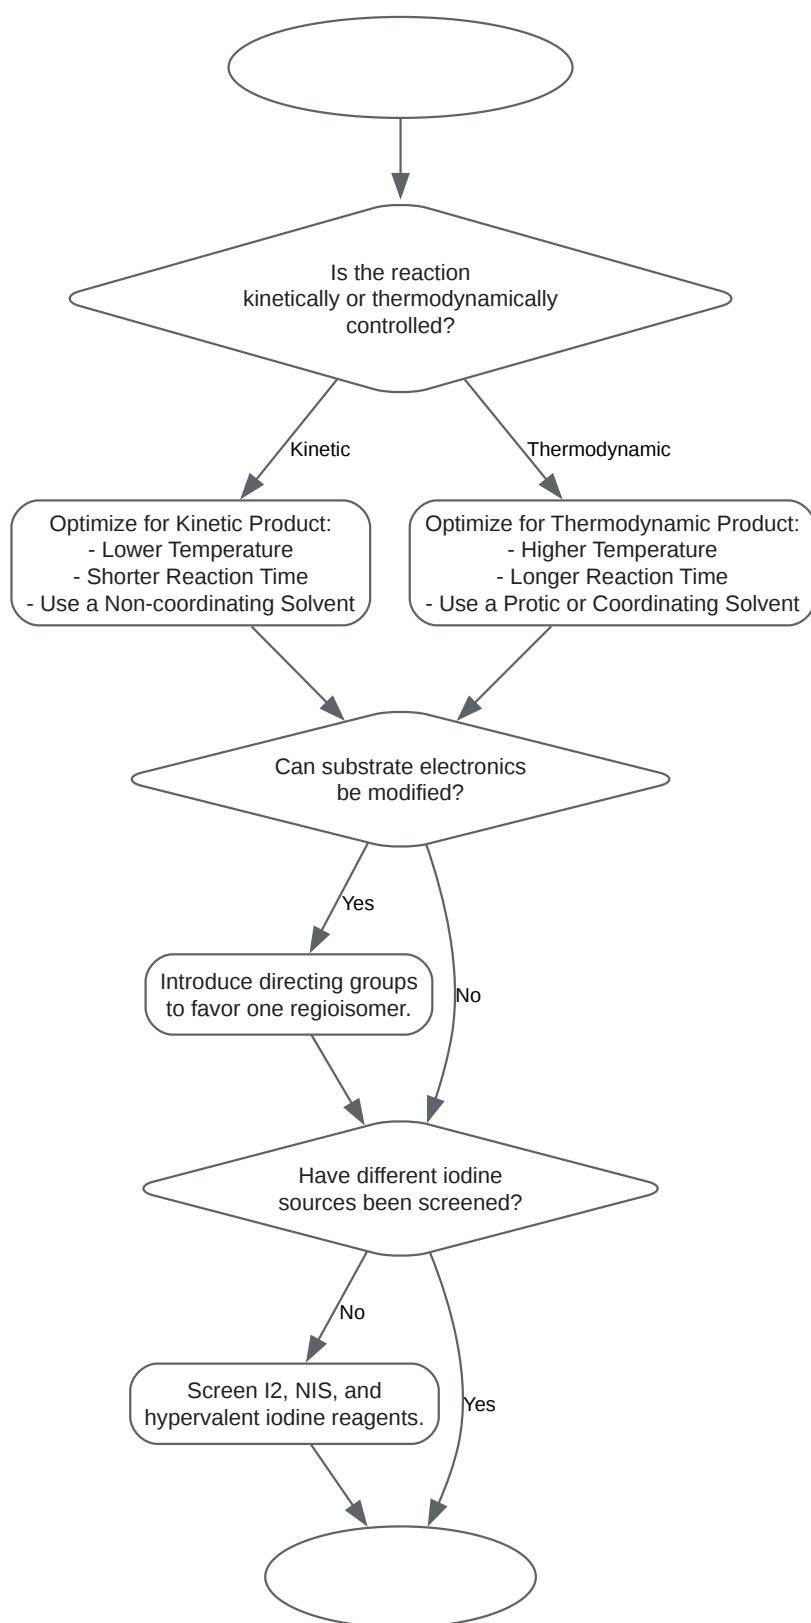 Is the reaction
kinetically or thermodynamically
controlled?
Kinetic
Thermodynamic
Optimize for Kinetic Product:
- Lower Temperature
- Shorter Reaction Time
- Use a Non-coordinating Solvent
Optimize for Thermodynamic Product:
- Higher Temperature
- Longer Reaction Time
- Use a Protic or Coordinating Solvent
Can substrate electronics
be modified?
Yes
Introduce directing groups
to favor one regioisomer.
No
Have different iodine
sources been screened?
No
Screen I2, NIS, and
hypervalent iodine reagents.
Yes